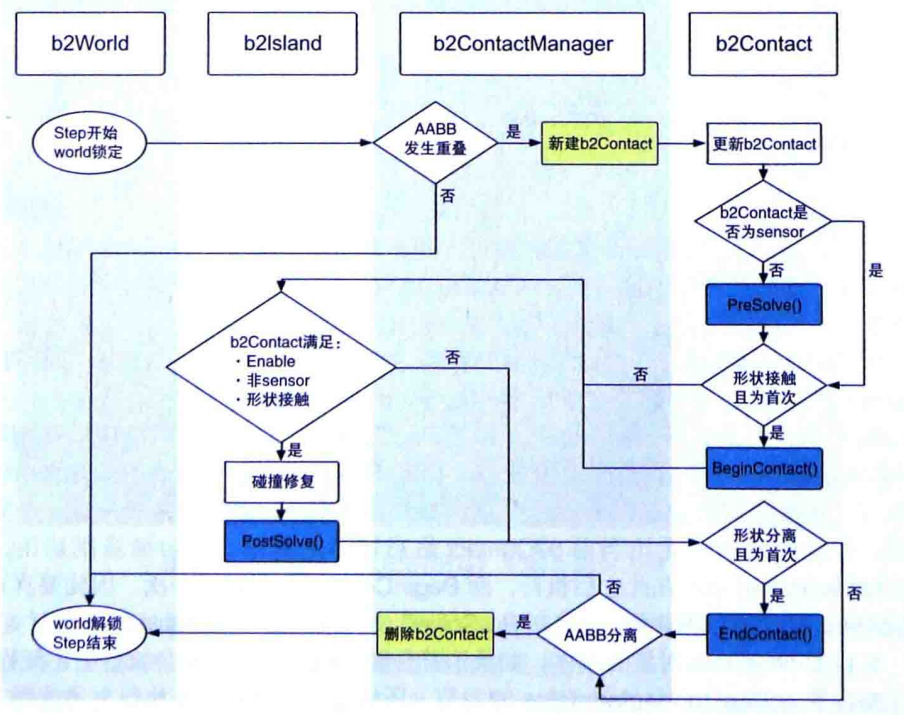 b2World
b2Island
b2ContactManager
b2Contact
Step开始
world锁定
AABB
发生重叠
是
新建b2Contact
更新b2Contact
否
b2Contact是
否为sensor
否
是
PreSolve()
b2Contact满足：
·Enable
·非sensor
·形状接触
否
否
形状接触
且为首次
是
是
BeginContact()
碰撞修复
PostSolve()
形状分离
且为首次
否
是
否
world解锁
Step结束
删除b2Contact
是
AABB分离
EndContact()